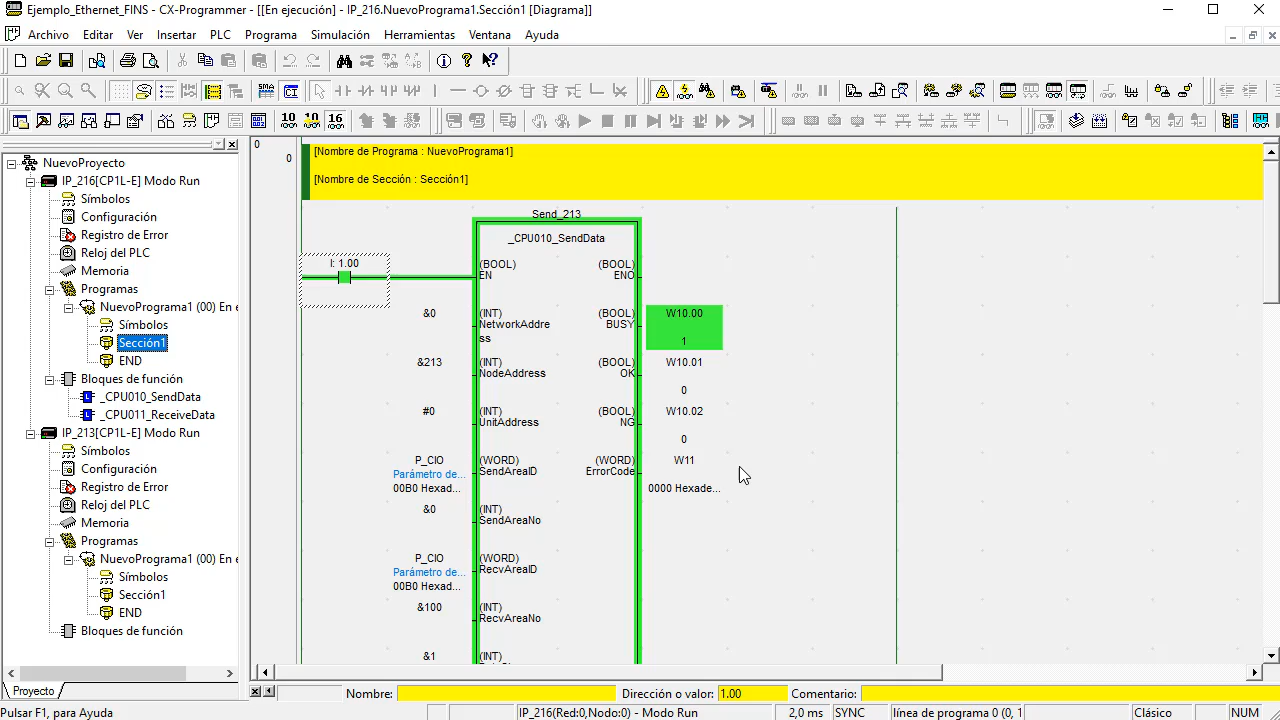 Ejemplo_Ethernet_FINS - CX-Programmer - [[En ejecución] - IP_216.NuevoPrograma1.Sección1 [Diagrama]]
Archivo Editar Ver Insertar PLC Programa Simulación Herramientas Ventana Ayuda
10 10 16
NuevoProyecto
IP_216[CP1L-E] Modo Run
Símbolos
Configuración
Registro de Error
Reloj del PLC
Memoria
Programas
NuevoPrograma1 (00) En e
Símbolos
Sección1
END
Bloques de función
_CPU010_SendData
_CPU011_ReceiveData
IP_213[CP1L-E] Modo Run
Símbolos
Configuración
Registro de Error
Reloj del PLC
Memoria
Programas
NuevoPrograma1 (00) En e
Símbolos
Sección1
END
Bloques de función
Proyecto
0
0
[Nombre de Programa : NuevoPrograma1]
[Nombre de Sección : Sección1]
Send_213
_CPU010_SendData
I: 1.00
(BOOL) (BOOL)
EN ENO
&0 (INT) (BOOL) W10.00
NetworkAddre BUSY
ss 1
&213 (INT) (BOOL) W10.01
NodeAddress OK
0
#0 (INT) (BOOL) W10.02
UnitAddress NG
0
P_CIO (WORD) (WORD) W11
Parámetro de... SendAreaID ErrorCode
00B0 Hexad... 0000 Hexade...
&0 (INT)
SendAreaNo
P_CIO (WORD)
Parámetro de... RecvAreaID
00B0 Hexad...
&100 (INT)
RecvAreaNo
&1 (INT)
Nombre: Dirección o valor: 1.00 Comentario:
Pulsar F1, para Ayuda IP_216(Red:0,Nodo:0) - Modo Run 2,0 ms SYNC línea de programa 0 (0, 1 Clásico NUM